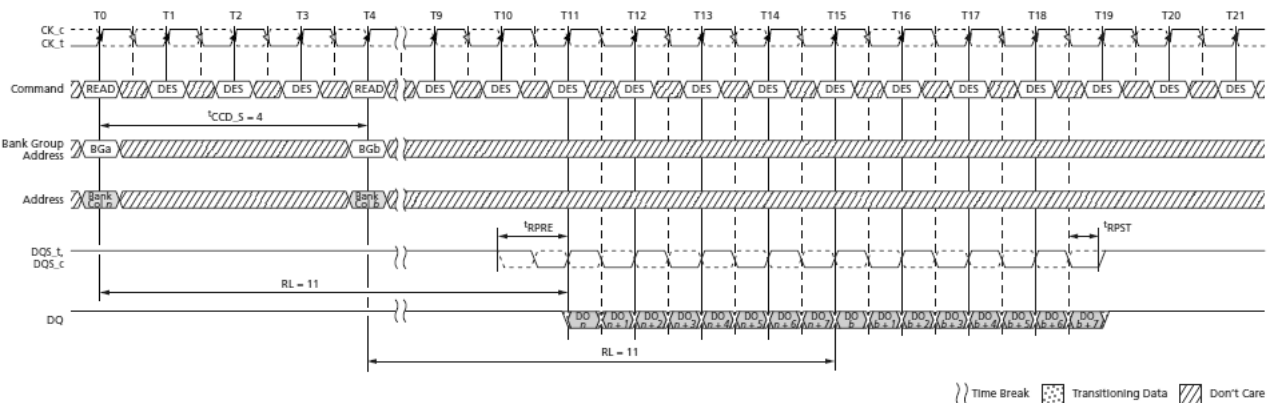 T0 T1 T2 T3 T4 T9 T10 T11 T12 T13 T14 T15 T16 T17 T18 T19 T20 T21
CK_c
CK_t
Command READ DES DES DES READ DES DES DES DES DES DES DES DES DES DES DES DES DES
tCCD_S = 4
Bank Group
Address
BGa BGb
Address
Bank
Col n
Bank
Col b
tRPRE tRPST
DQS_t,
DQS_c
RL = 11
DQ
DO
n
DO
n + 1
DO
n + 2
DO
n + 3
DO
n + 4
DO
n + 5
DO
n + 6
DO
n + 7
DO
b
DO
b + 1
DO
b + 2
DO
b + 3
DO
b + 4
DO
b + 5
DO
b + 6
DO
b + 7
RL = 11
Time Break Transitioning Data Don't Care